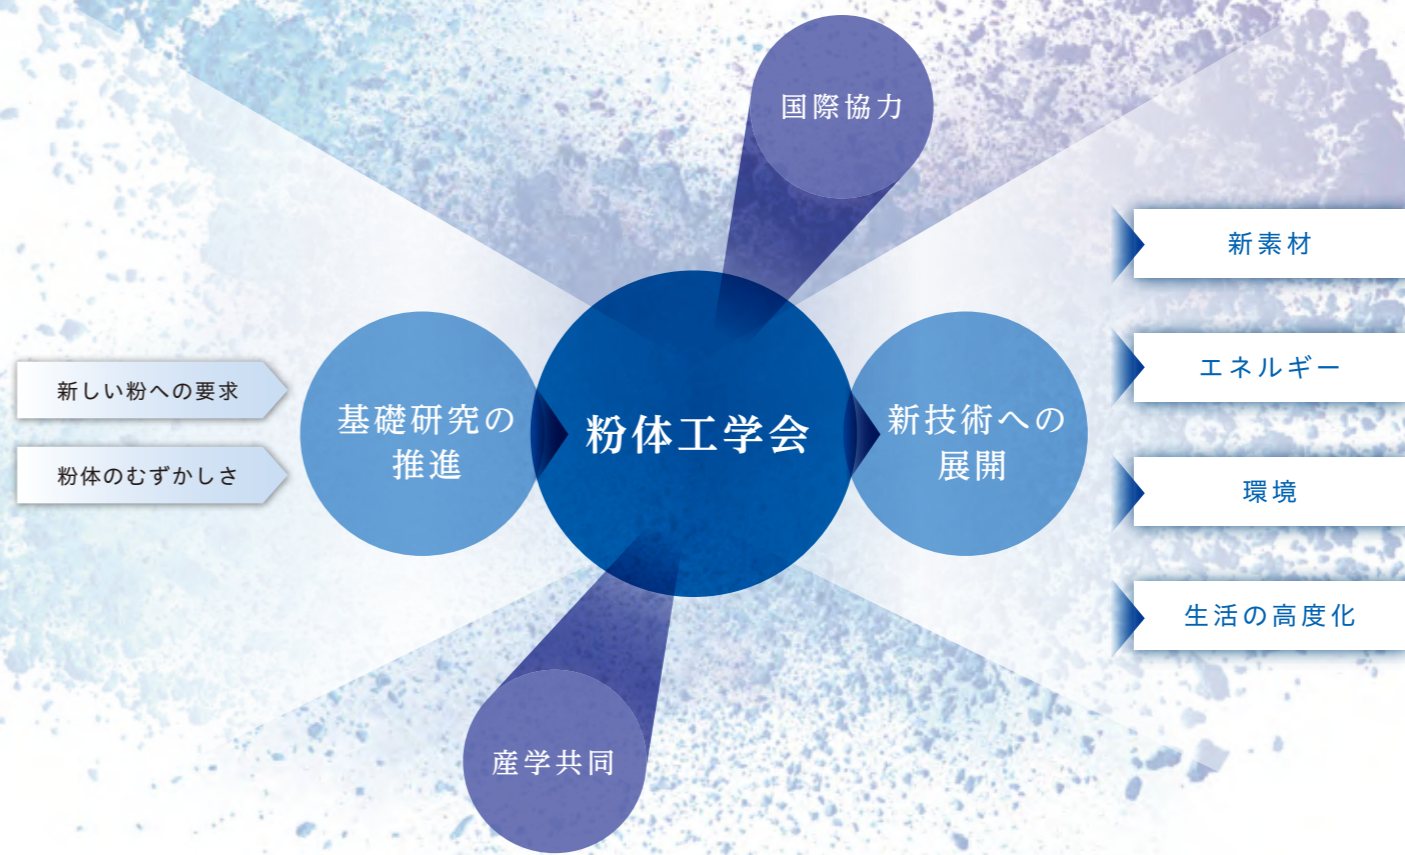 国際協力
新しい粉への要求
粉体のむずかしさ
基礎研究の
推進
粉体工学会
新技術への
展開
新素材
エネルギー
環境
生活の高度化
産学共同